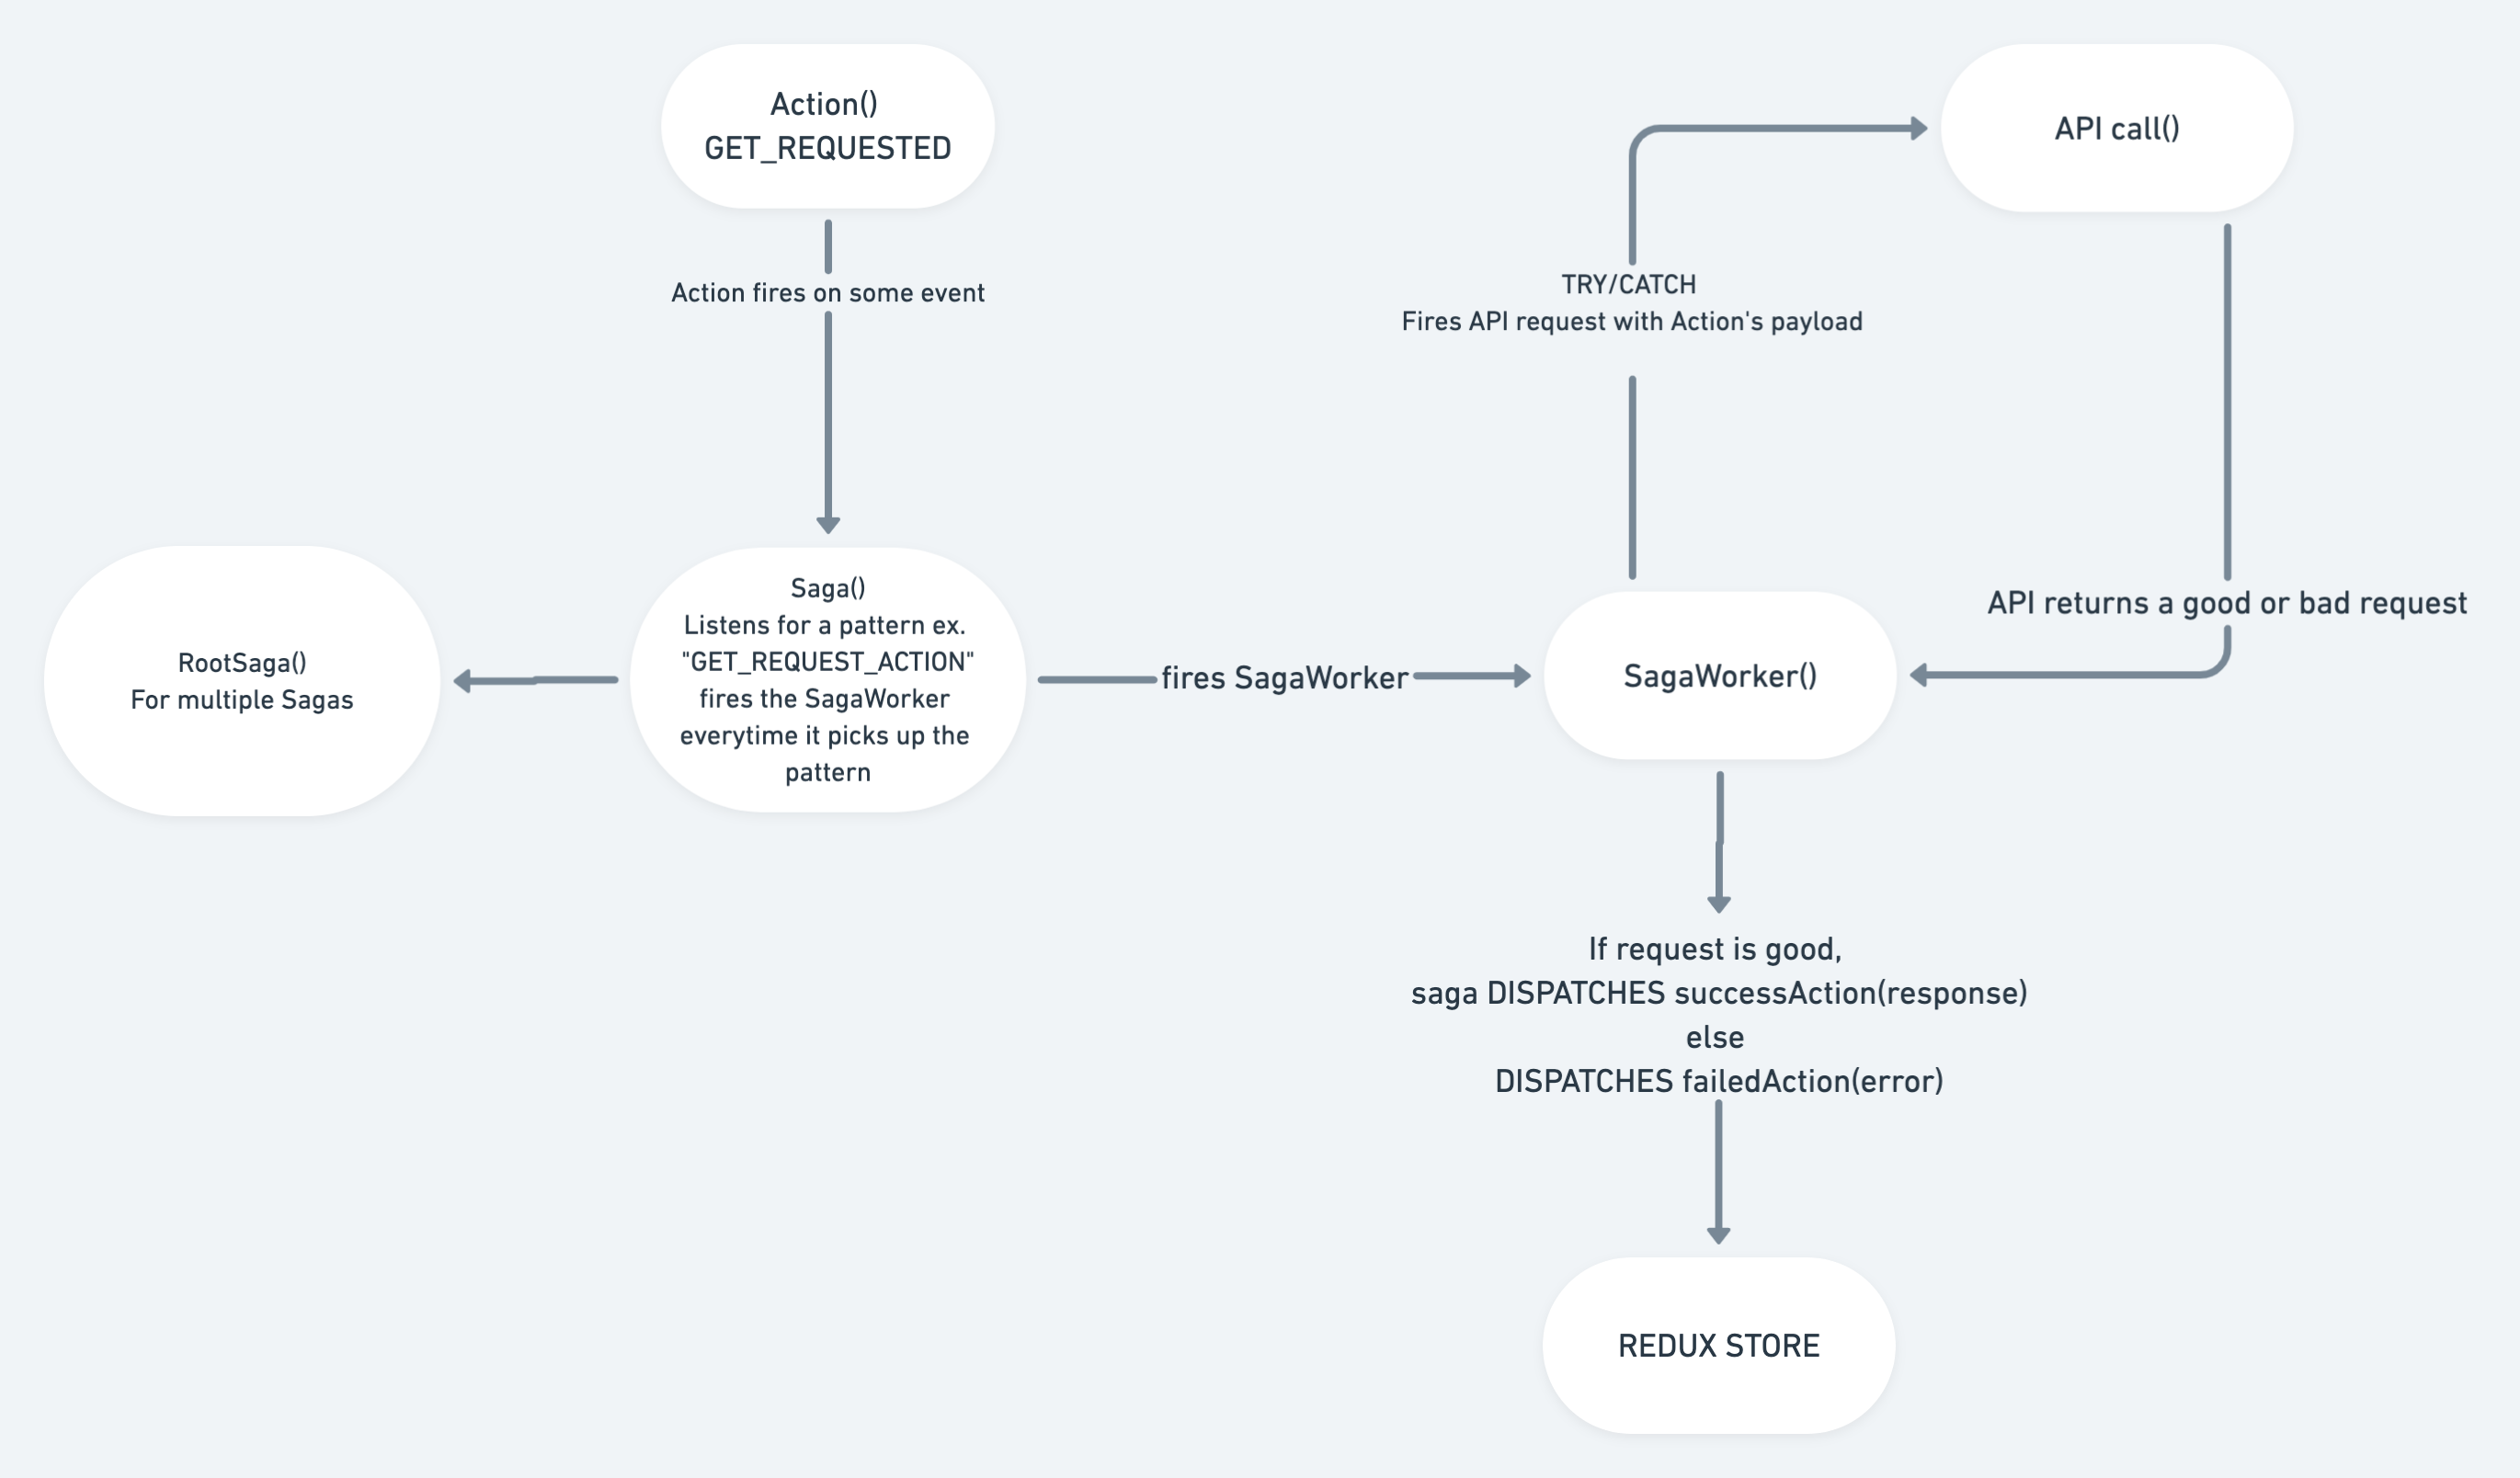 Action()
GET_REQUESTED
Action fires on some event
Saga()
Listens for a pattern ex.
"GET_REQUEST_ACTION"
fires the SagaWorker
everytime it picks up the
pattern
RootSaga()
For multiple Sagas
fires SagaWorker
SagaWorker()
TRY/CATCH
Fires API request with Action's payload
API call()
API returns a good or bad request
If request is good,
saga DISPATCHES successAction(response)
else
DISPATCHES failedAction(error)
REDUX STORE